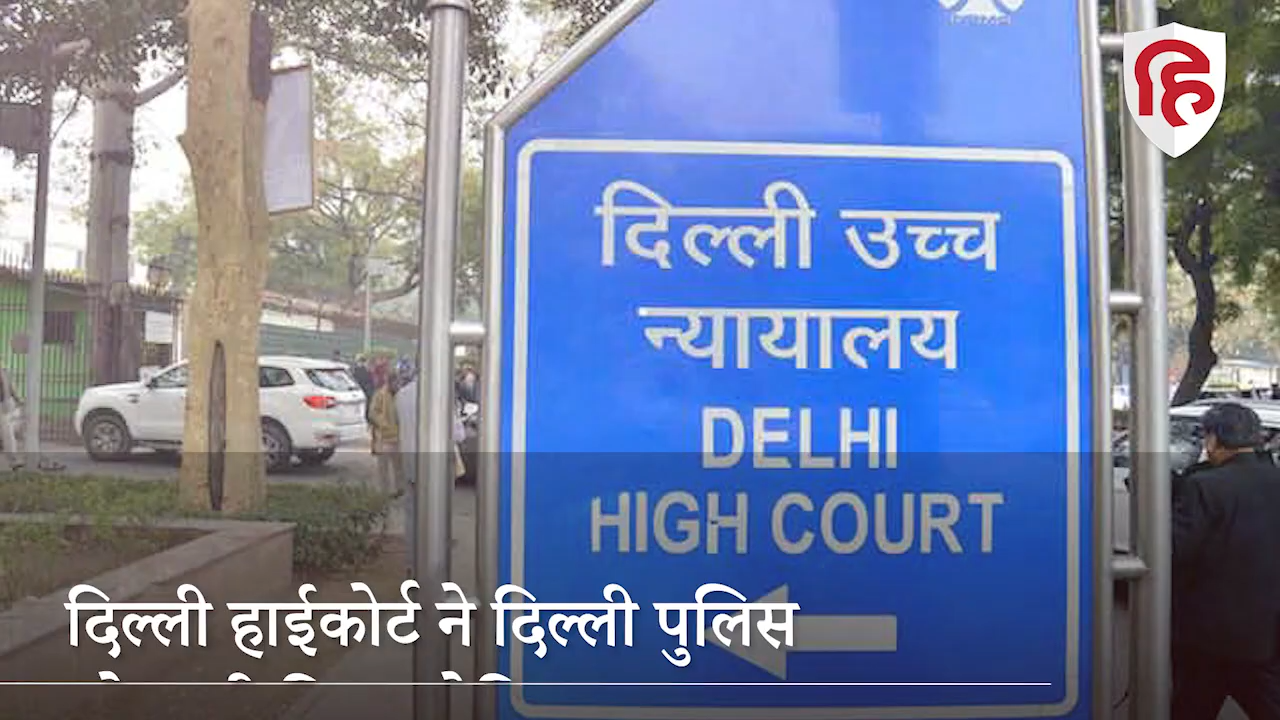 हि
दिल्ली उच्च
न्यायालय
DELHI
HIGH COURT
दिल्ली हाईकोर्ट ने दिल्ली पुलिस